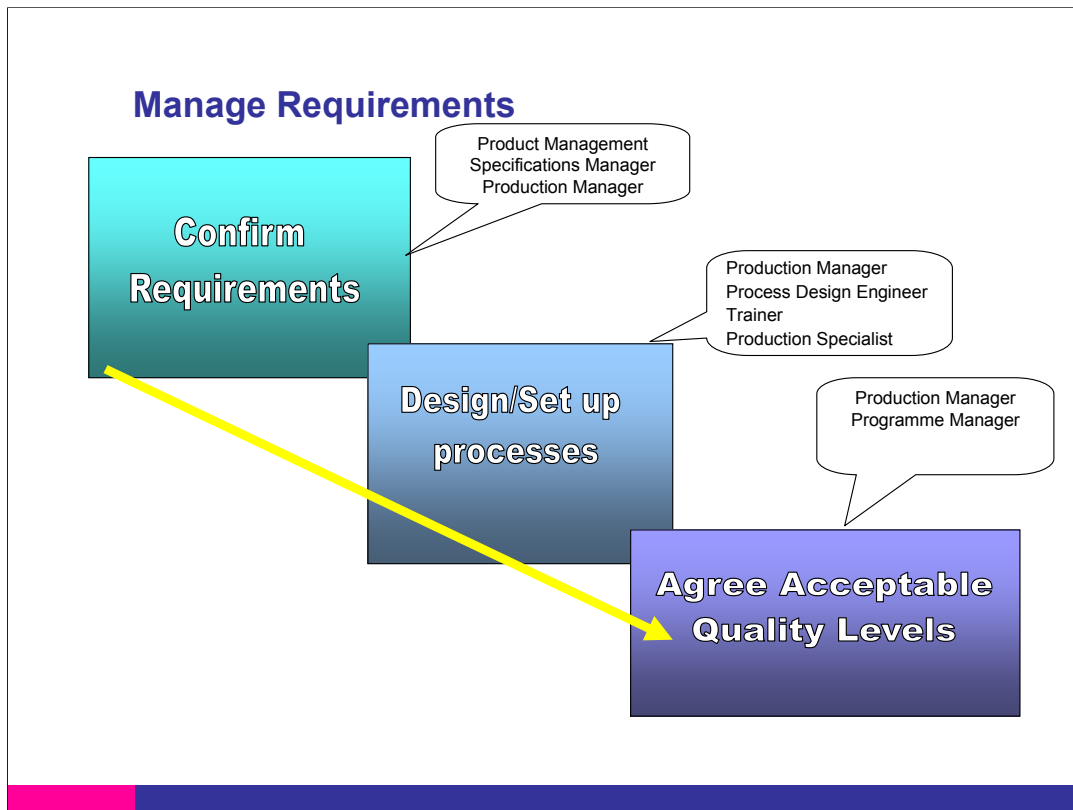 Manage Requirements
Product Management
Specifications Manager
Production Manager
Confirm
Requirements
Production Manager
Process Design Engineer
Trainer
Production Specialist
Design/Set up
processes
Production Manager
Programme Manager
Agree Acceptable
Quality Levels